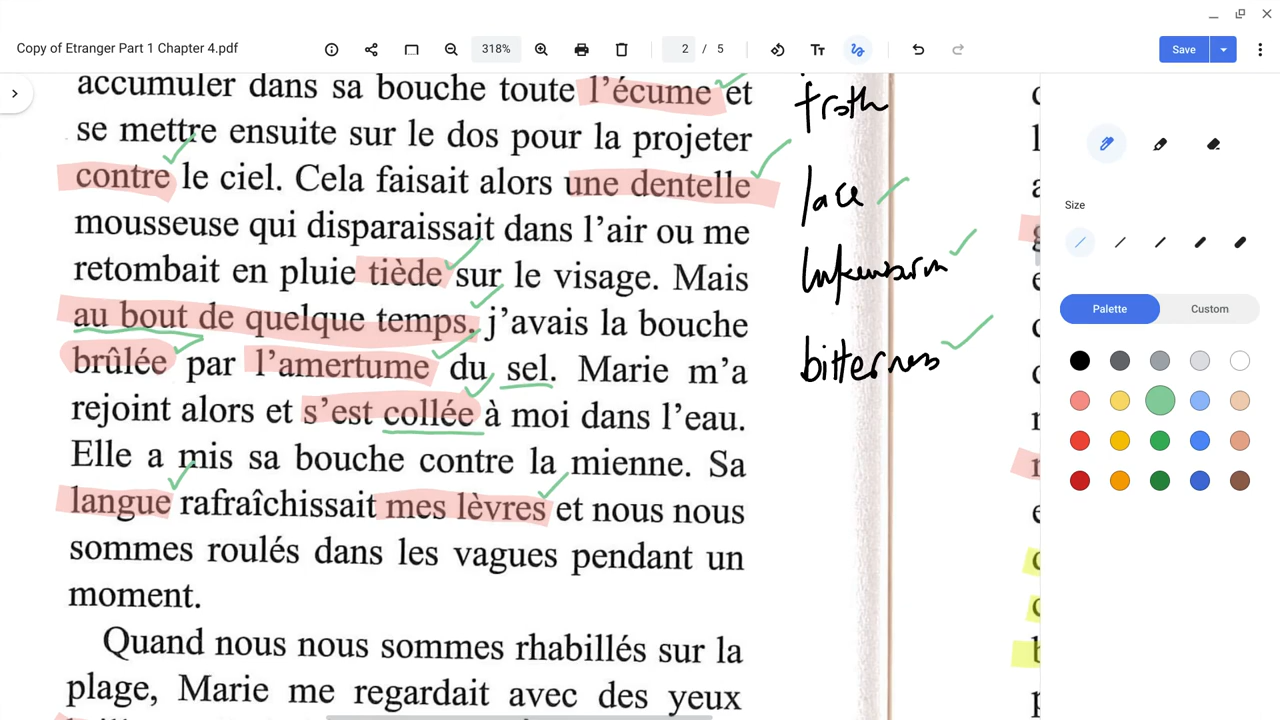 Copy of Etranger Part 1 Chapter 4.pdf
318%
2 / 5
Save
accumuler dans sa bouche toute l'écume et
se mettre ensuite sur le dos pour la projeter
contre le ciel. Cela faisait alors une dentelle
mousseuse qui disparaissait dans l'air ou me
retombait en pluie tiède sur le visage. Mais
au bout de quelque temps, j'avais la bouche
brûlée par l'amertume du sel. Marie m'a
rejoint alors et s'est collée à moi dans l'eau.
Elle a mis sa bouche contre la mienne. Sa
langue rafraîchissait mes lèvres et nous nous
sommes roulés dans les vagues pendant un
moment.
Quand nous nous sommes rhabillés sur la
plage, Marie me regardait avec des yeux
froth
lace
lukewarm
bitterness
Size
Palette
Custom